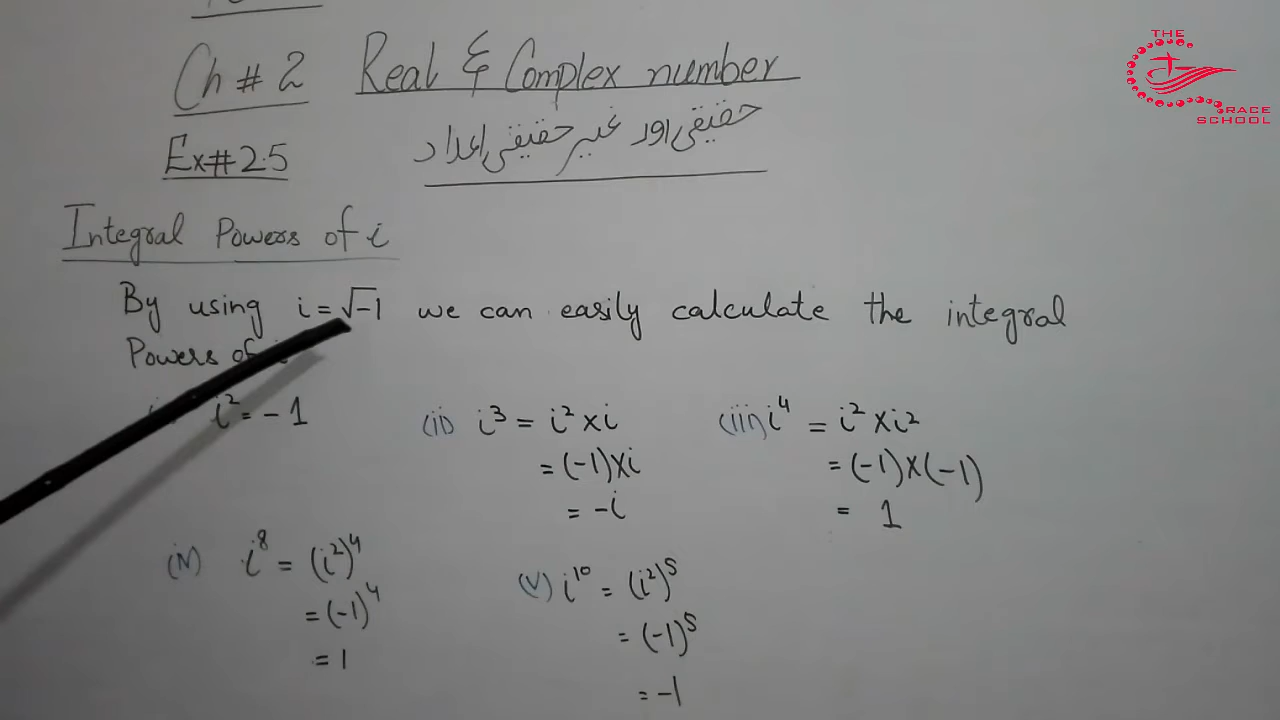 THE
RACE
SCHOOL
Ch # 2 Real & Complex number
Ex# 2.5 حقیقی اور غیر حقیقی اعداد
Integral Powers of i
By using i = √-1 we can easily calculate the integral
Powers of i
i² = -1 (ii) i³ = i² x i (iii) i⁴ = i² x i²
= (-1) x i = (-1) x (-1)
= -i = 1
(iv) i⁸ = (i²)⁴ (v) i¹⁰ = (i²)⁵
= (-1)⁴ = (-1)⁵
= 1 = -1